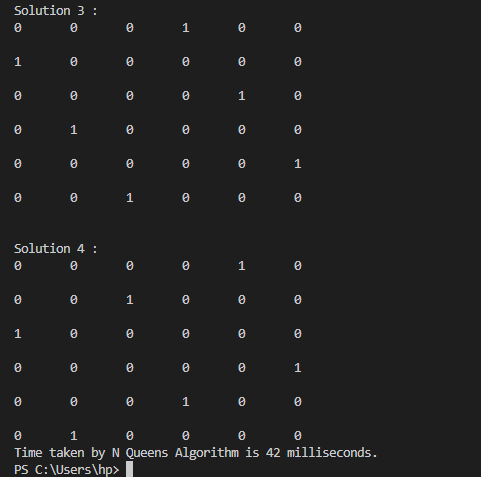 Solution 3 :
0 0 0 1 0 0
1 0 0 0 0 0
0 0 0 0 1 0
0 1 0 0 0 0
0 0 0 0 0 1
0 0 1 0 0 0
Solution 4 :
0 0 0 0 1 0
0 0 1 0 0 0
1 0 0 0 0 0
0 0 0 0 0 1
0 0 0 1 0 0
0 1 0 0 0 0
Time taken by N Queens Algorithm is 42 milliseconds.
PS C:\Users\hp>